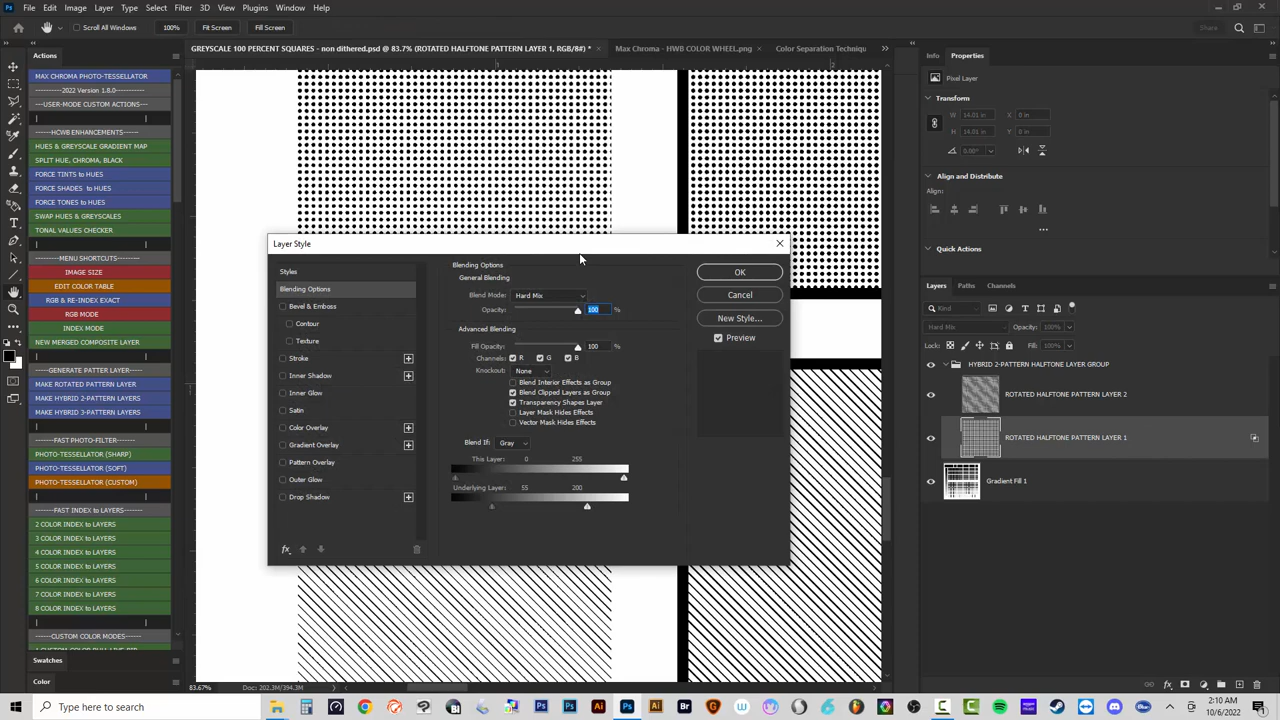 Ps File Edit Image Layer Type Select Filter 3D View Plugins Window Help
Scroll All Windows 100% Fit Screen Fill Screen Share
Actions
GREYSCALE 100 PERCENT SQUARES - non dithered.psd @ 83.7% (ROTATED HALFTONE PATTERN LAYER 1, RGB/8#) * ×
Max Chroma - HWB COLOR WHEEL.png ×
Color Separation Techniqu
Info Properties
MAX CHROMA PHOTO-TESSELLATOR
----------2022 Version 1.8.0----------
---USER-MODE CUSTOM ACTIONS---
| |
------HCWB ENHANCEMENTS------
HUES & GREYSCALE GRADIENT MAP
SPLIT HUE, CHROMA, BLACK
FORCE TINTS to HUES
FORCE SHADES to HUES
FORCE TONES to HUES
SWAP HUES & GREYSCALES
TONAL VALUES CHECKER
| |
------MENU SHORTCUTS------
IMAGE SIZE
EDIT COLOR TABLE
RGB & RE-INDEX EXACT
RGB MODE
INDEX MODE
NEW MERGED COMPOSITE LAYER
| |
-----GENERATE PATTER LAYER-----
MAKE ROTATED PATTERN LAYER
MAKE HYBRID 2-PATTERN LAYERS
MAKE HYBRID 3-PATTERN LAYERS
| |
------FAST PHOTO-FILTER------
PHOTO-TESSELLATOR (SHARP)
PHOTO-TESSELLATOR (SOFT)
PHOTO-TESSELLATOR (CUSTOM)
| |
-----FAST INDEX to LAYERS-----
2 COLOR INDEX to LAYERS
3 COLOR INDEX to LAYERS
4 COLOR INDEX to LAYERS
5 COLOR INDEX to LAYERS
6 COLOR INDEX to LAYERS
7 COLOR INDEX to LAYERS
8 COLOR INDEX to LAYERS
| |
------CUSTOM COLOR MODES------
Swatches
Color
3
2
Layer Style
Styles
Blending Options
Bevel & Emboss
Contour
Texture
Stroke
Inner Shadow
Inner Glow
Satin
Color Overlay
Gradient Overlay
Pattern Overlay
Outer Glow
Drop Shadow
fx
Blending Options
General Blending
Blend Mode: Hard Mix
Opacity: 100 %
Advanced Blending
Fill Opacity: 100 %
Channels: R G B
Knockout: None
Blend Interior Effects as Group
Blend Clipped Layers as Group
Transparency Shapes Layer
Layer Mask Hides Effects
Vector Mask Hides Effects
Blend If: Gray
This Layer: 0 255
Underlying Layer: 55 200
OK
Cancel
New Style...
Preview
Pixel Layer
Transform
W 14.01 in X 0 in
H 14.01 in Y 0 in
0.00°
Align and Distribute
Align:
Quick Actions
Layers Paths Channels
Kind
Hard Mix Opacity: 100%
Lock: Fill: 100%
HYBRID 2-PATTERN HALFTONE LAYER GROUP
ROTATED HALFTONE PATTERN LAYER 2
ROTATED HALFTONE PATTERN LAYER 1
Gradient Fill 1
83.67% Doc: 202.3M/394.3M
Type here to search
2:10 AM
10/6/2022